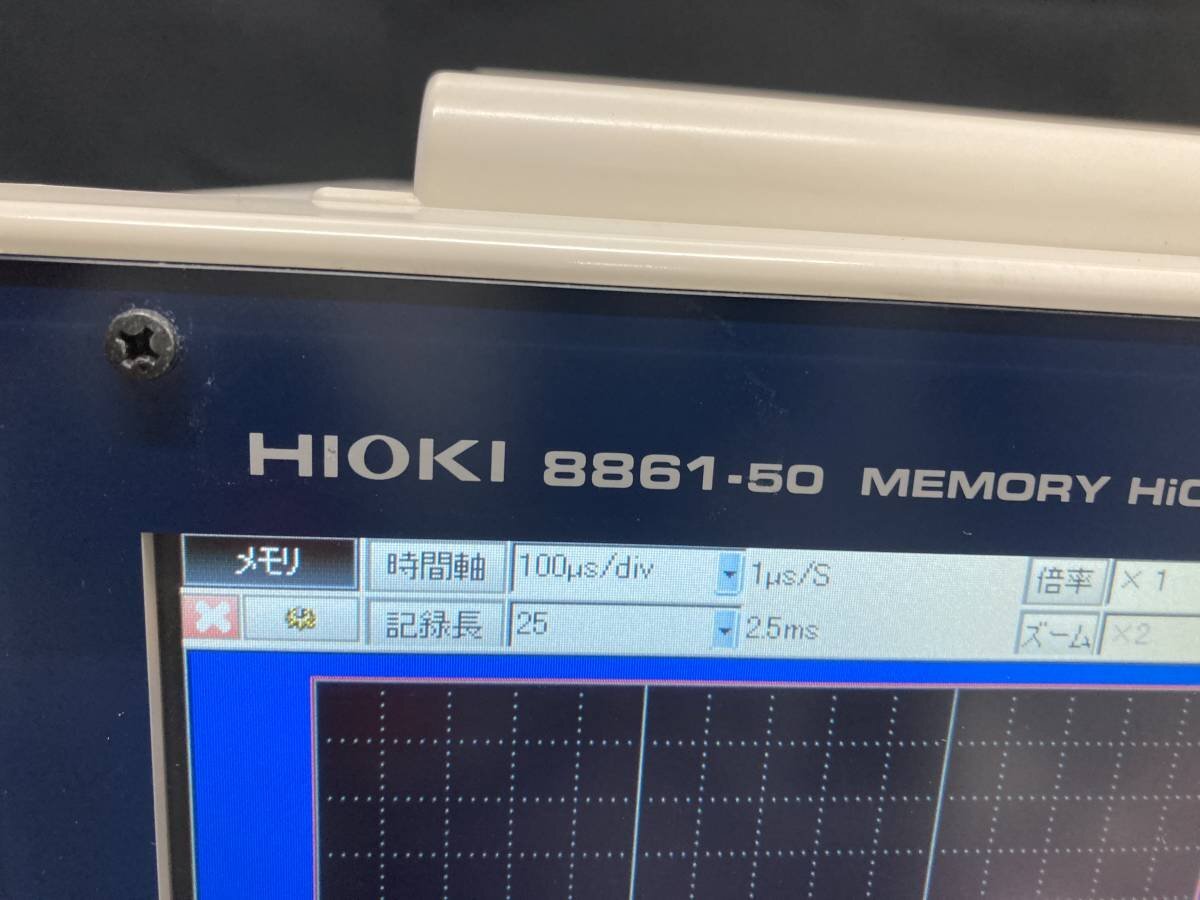 HIOKI 8861-50 MEMORY HiC
メモリ 時間軸 100µs/div 1µs/S 倍率 ×1
記録長 25 2.5ms ズーム ×2